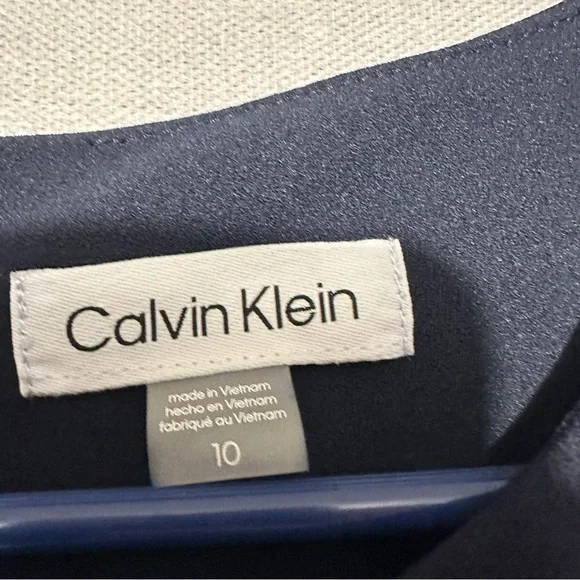 Calvin Klein
made in Vietnam
hecho en Vietnam
fabriqué au Vietnam
10